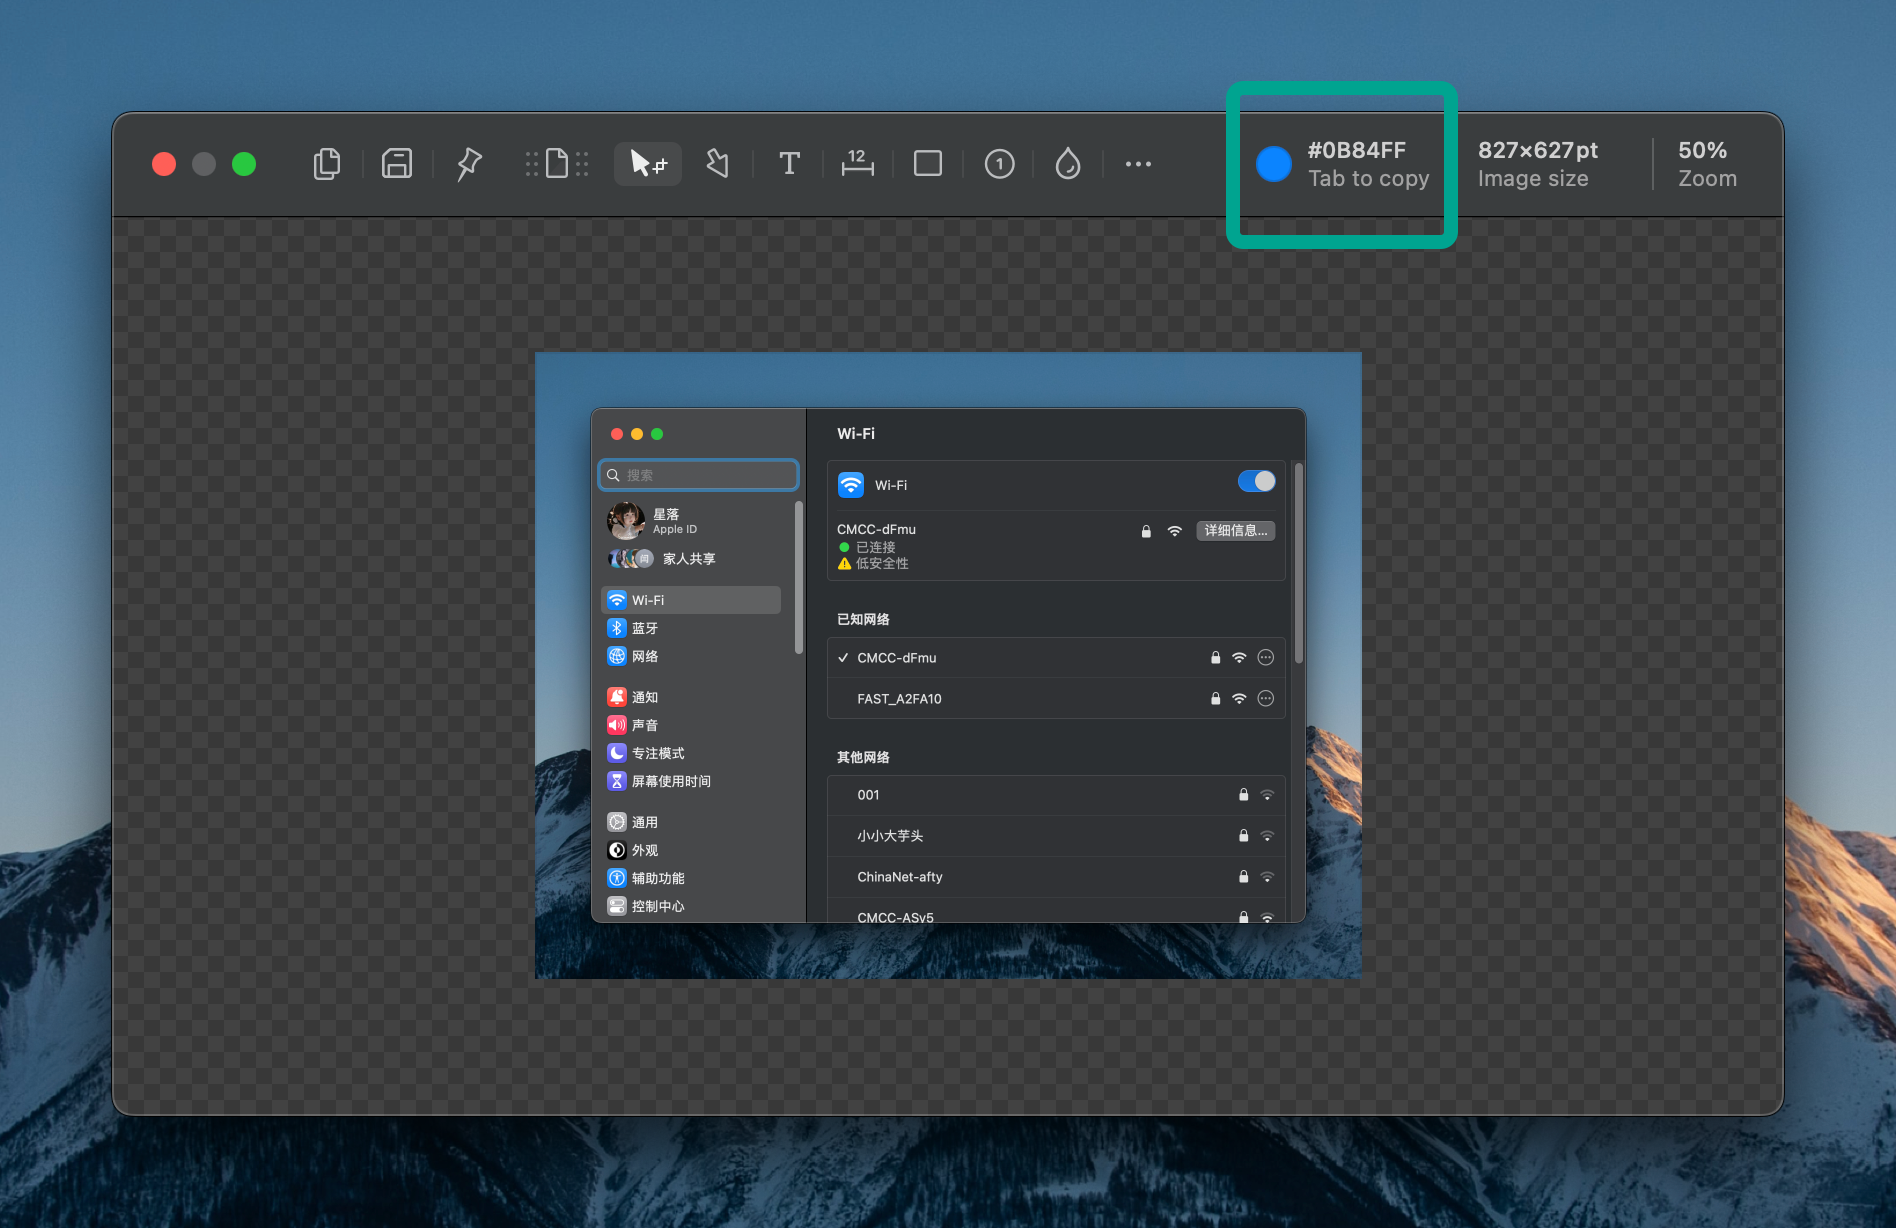 12
T
1
#0B84FF
Tab to copy
827×627pt
Image size
50%
Zoom
搜索
星落
Apple ID
家人共享
Wi-Fi
蓝牙
网络
通知
声音
专注模式
屏幕使用时间
通用
外观
辅助功能
控制中心
Wi-Fi
Wi-Fi
CMCC-dFmu
详细信息...
已连接
低安全性
已知网络
CMCC-dFmu
FAST_A2FA10
其他网络
001
小小大芋头
ChinaNet-afty
CMCC-ASy5